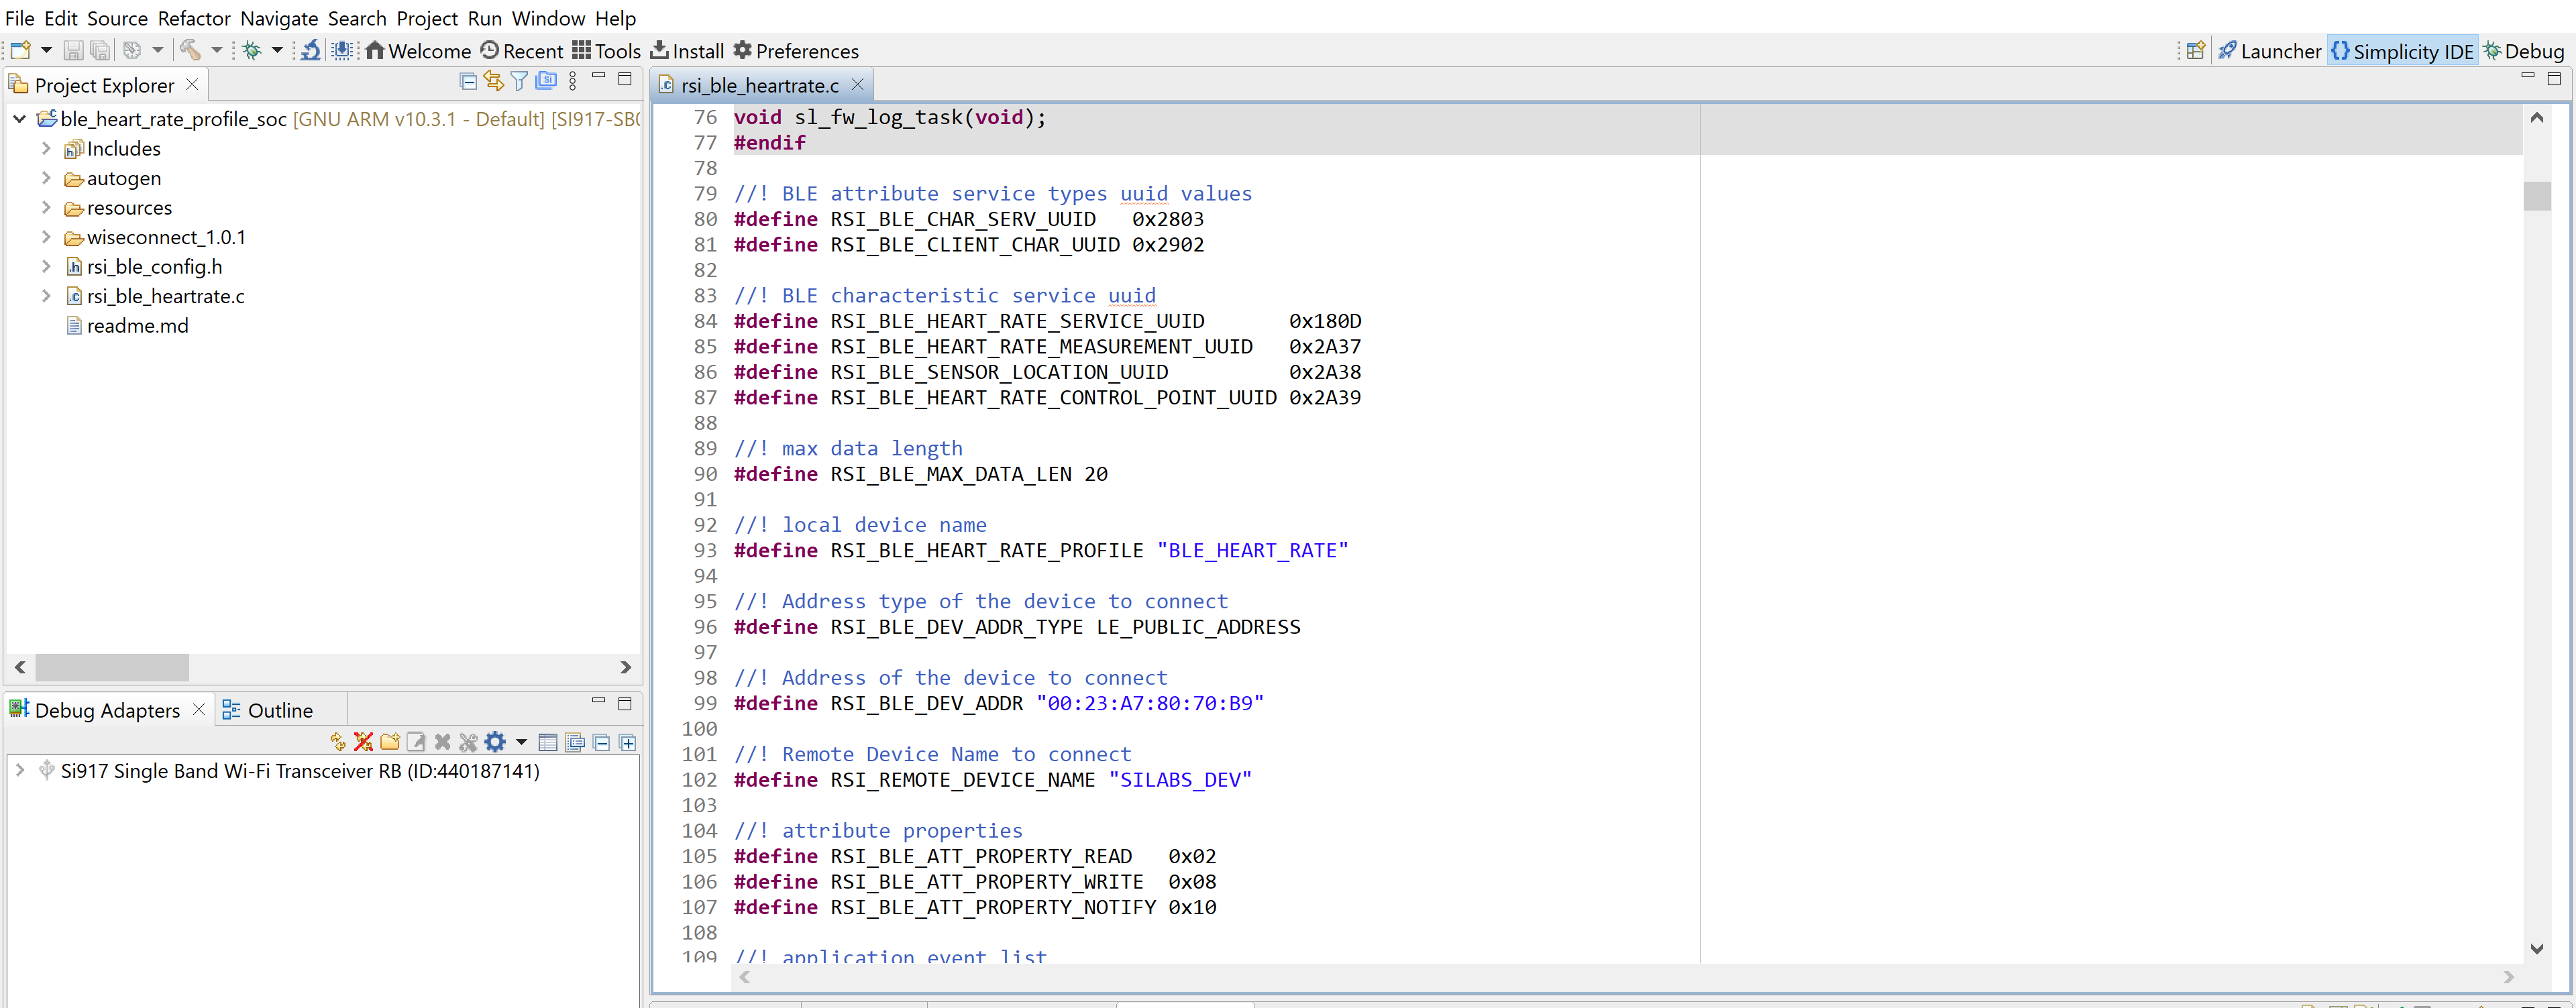 File Edit Source Refactor Navigate Search Project Run Window Help
Welcome Recent Tools Install Preferences Launcher Simplicity IDE Debug
Project Explorer
ble_heart_rate_profile_soc [GNU ARM v10.3.1 - Default] [SI917-SB
Includes
autogen
resources
wiseconnect_1.0.1
rsi_ble_config.h
rsi_ble_heartrate.c
readme.md
Debug Adapters Outline
Si917 Single Band Wi-Fi Transceiver RB (ID:440187141)
rsi_ble_heartrate.c
76 void sl_fw_log_task(void);
77 #endif
78
79 //! BLE attribute service types uuid values
80 #define RSI_BLE_CHAR_SERV_UUID 0x2803
81 #define RSI_BLE_CLIENT_CHAR_UUID 0x2902
82
83 //! BLE characteristic service uuid
84 #define RSI_BLE_HEART_RATE_SERVICE_UUID 0x180D
85 #define RSI_BLE_HEART_RATE_MEASUREMENT_UUID 0x2A37
86 #define RSI_BLE_SENSOR_LOCATION_UUID 0x2A38
87 #define RSI_BLE_HEART_RATE_CONTROL_POINT_UUID 0x2A39
88
89 //! max data length
90 #define RSI_BLE_MAX_DATA_LEN 20
91
92 //! local device name
93 #define RSI_BLE_HEART_RATE_PROFILE "BLE_HEART_RATE"
94
95 //! Address type of the device to connect
96 #define RSI_BLE_DEV_ADDR_TYPE LE_PUBLIC_ADDRESS
97
98 //! Address of the device to connect
99 #define RSI_BLE_DEV_ADDR "00:23:A7:80:70:B9"
100
101 //! Remote Device Name to connect
102 #define RSI_REMOTE_DEVICE_NAME "SILABS_DEV"
103
104 //! attribute properties
105 #define RSI_BLE_ATT_PROPERTY_READ 0x02
106 #define RSI_BLE_ATT_PROPERTY_WRITE 0x08
107 #define RSI_BLE_ATT_PROPERTY_NOTIFY 0x10
108
109 //! application event list